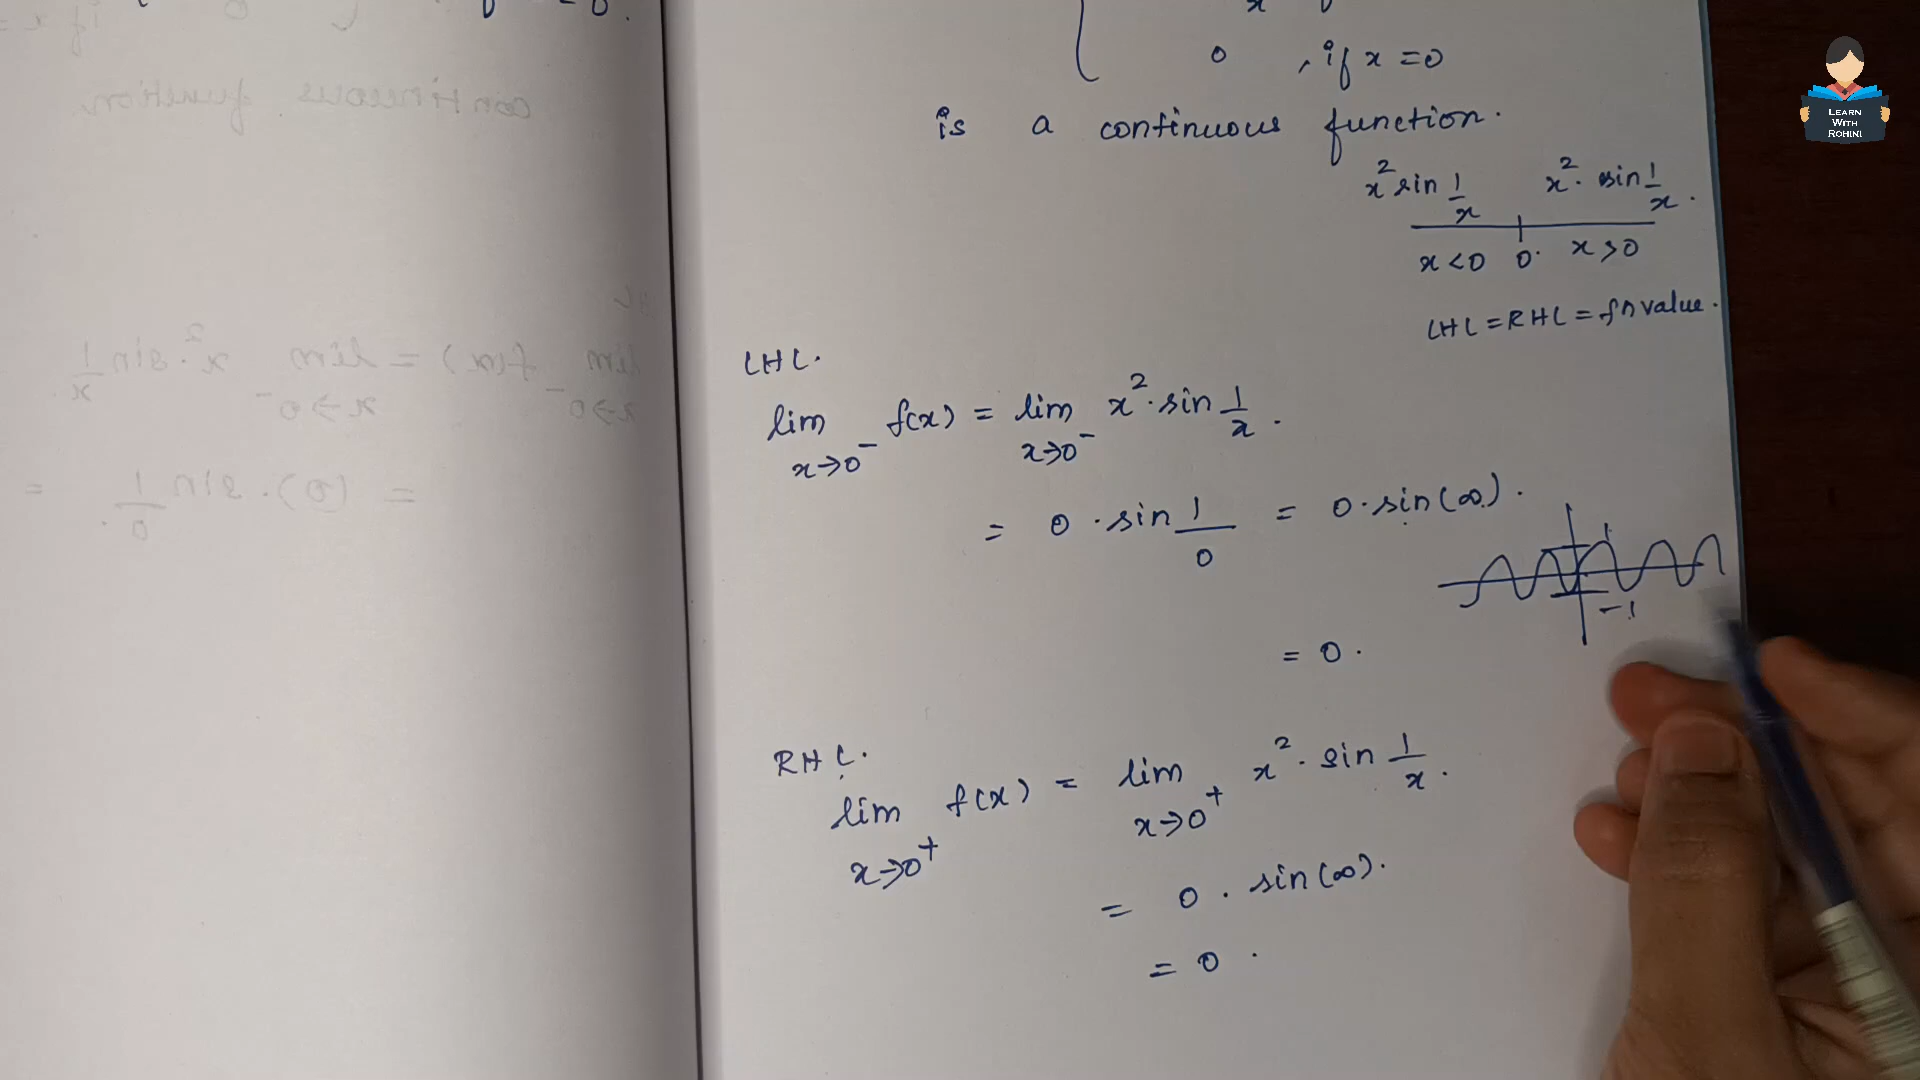 0 , if x = 0
is a continuous function.
x² sin 1/x x². sin 1/x.
x<0 0. x>0
LHL = RHL = fn value.
LHL.
lim x→0⁻ f(x) = lim x→0⁻ x². sin 1/x.
= 0 . sin 1/0 = 0 . sin(∞).
1
-1
= 0 .
RHL.
lim x→0⁺ f(x) = lim x→0⁺ x². sin 1/x.
= 0 . sin(∞).
= 0 .
LEARN
WITH
ROHINI